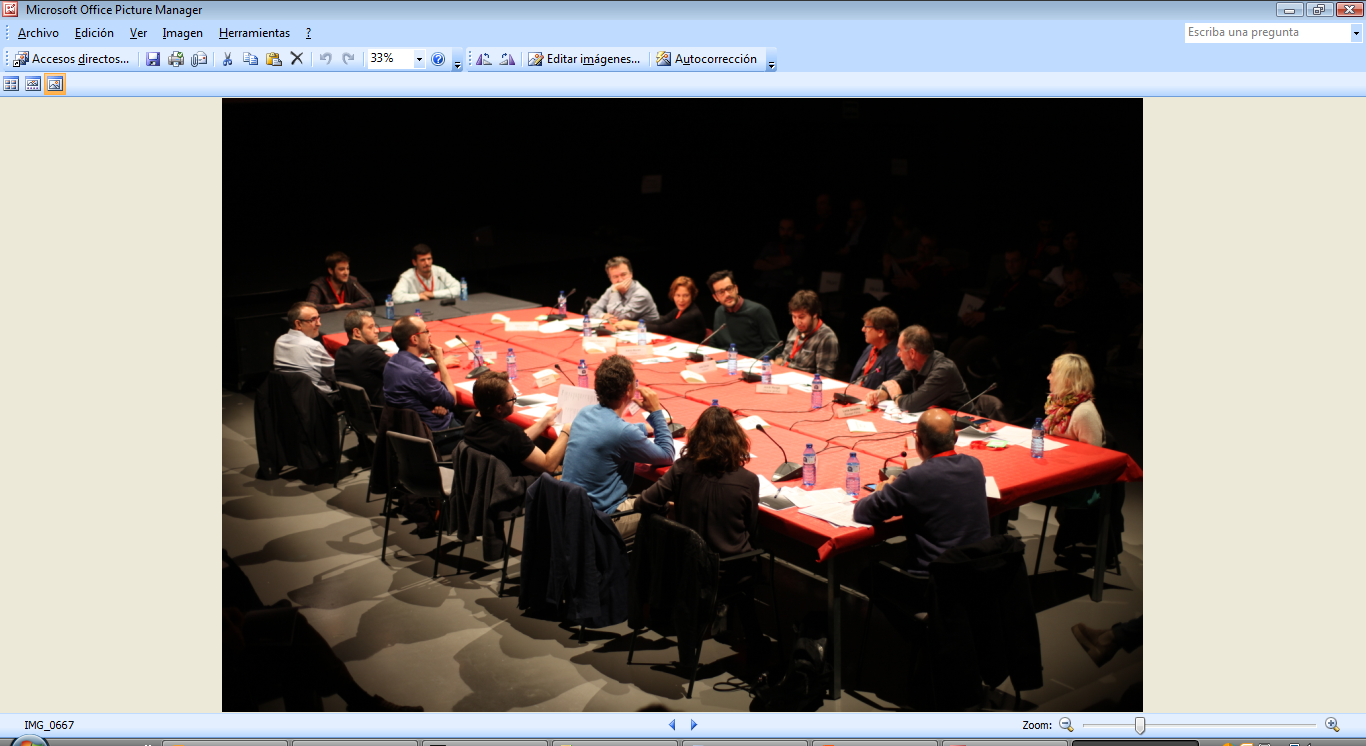 Microsoft Office Picture Manager
Archivo Edición Ver Imagen Herramientas ?
Escriba una pregunta
Accesos directos... 33% Editar imágenes... Autocorrección
IMG_0667 Zoom: